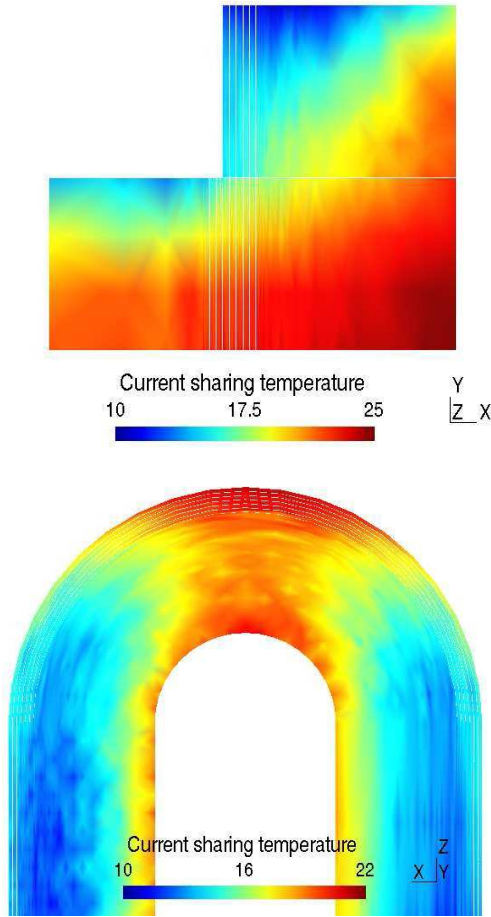 Current sharing temperature
10 17.5 25
Y
Z X
Current sharing temperature
10 16 22
Z
X Y